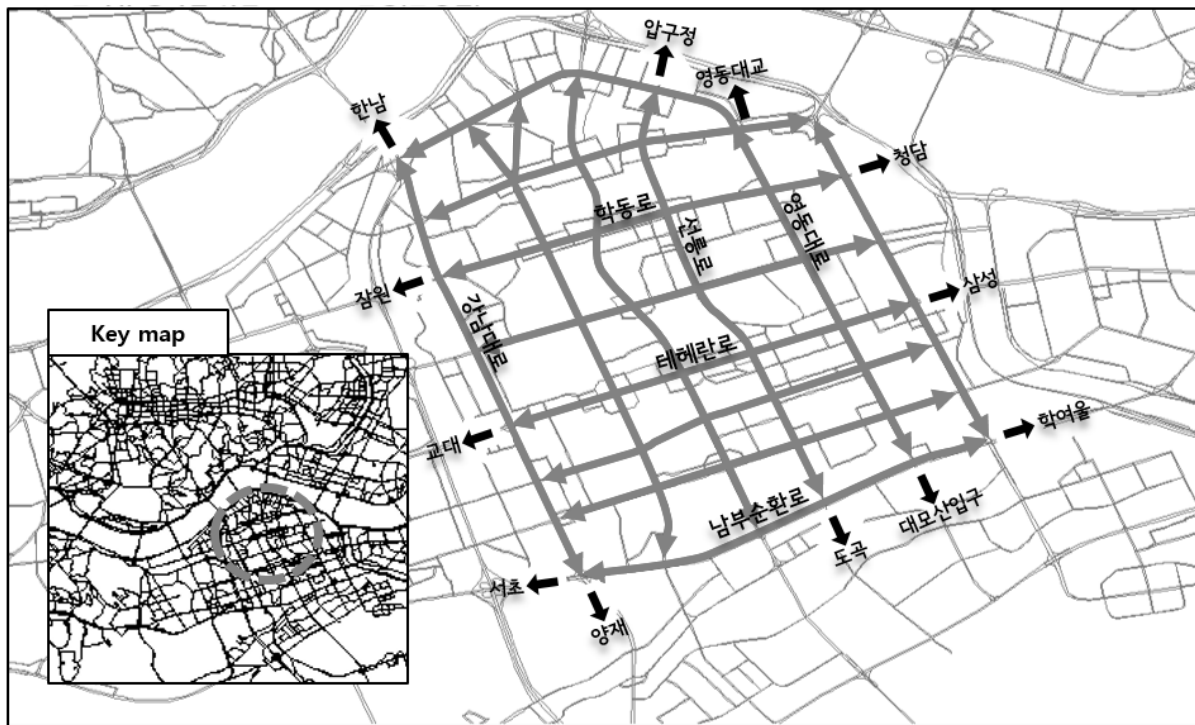 압구정
영동대교
한남
청담
학동로
선릉로
영동대로
잠원
강남대로
삼성
Key map
테헤란로
교대
학여울
남부순환로
대모산입구
도곡
서초
양재